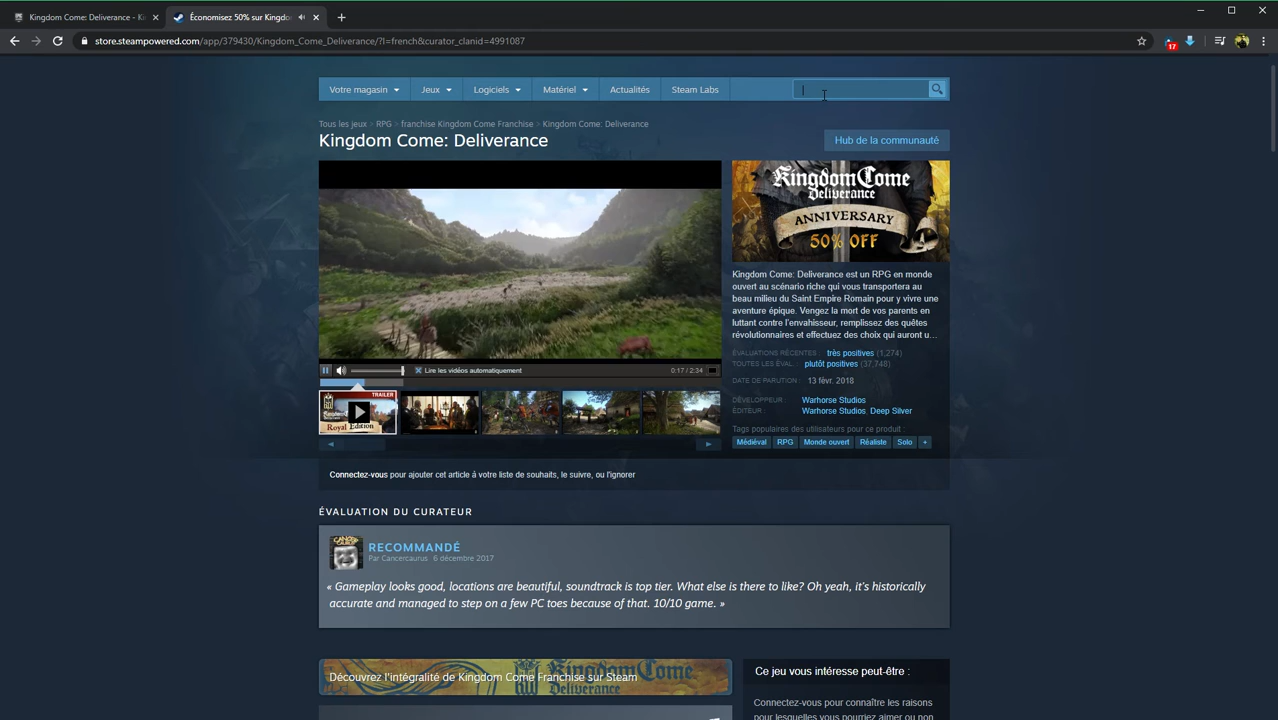 Kingdom Come: Deliverance - Ki
Économisez 50% sur Kingdo
store.steampowered.com/app/379430/Kingdom_Come_Deliverance/?l=french&curator_clanid=4991087
17
Votre magasin
Jeux
Logiciels
Matériel
Actualités
Steam Labs
Tous les jeux > RPG > franchise Kingdom Come Franchise > Kingdom Come: Deliverance
Kingdom Come: Deliverance
Hub de la communauté
Kingdom Come
Deliverance
ANNIVERSARY
50% OFF
Kingdom Come: Deliverance est un RPG en monde
ouvert au scénario riche qui vous transportera au
beau milieu du Saint Empire Romain pour y vivre une
aventure épique. Vengez la mort de vos parents en
luttant contre l'envahisseur, remplissez des quêtes
révolutionnaires et effectuez des choix qui auront u...
ÉVALUATIONS RÉCENTES : très positives (1,274)
TOUTES LES ÉVAL. : plutôt positives (37,748)
DATE DE PARUTION : 13 févr. 2018
DÉVELOPPEUR : Warhorse Studios
ÉDITEUR : Warhorse Studios, Deep Silver
Tags populaires des utilisateurs pour ce produit :
Médiéval
RPG
Monde ouvert
Réaliste
Solo
+
Lire les vidéos automatiquement
0:17 / 2:34
TRAILER
Royal Edition
Connectez-vous pour ajouter cet article à votre liste de souhaits, le suivre, ou l'ignorer
ÉVALUATION DU CURATEUR
RECOMMANDÉ
Par Cancercaurus 6 décembre 2017
« Gameplay looks good, locations are beautiful, soundtrack is top tier. What else is there to like? Oh yeah, it's historically
accurate and managed to step on a few PC toes because of that. 10/10 game. »
Découvrez l'intégralité de Kingdom Come Franchise sur Steam
Kingdom Come
Deliverance
Ce jeu vous intéresse peut-être :
Connectez-vous pour connaître les raisons
pour lesquelles vous pourriez aimer ou non